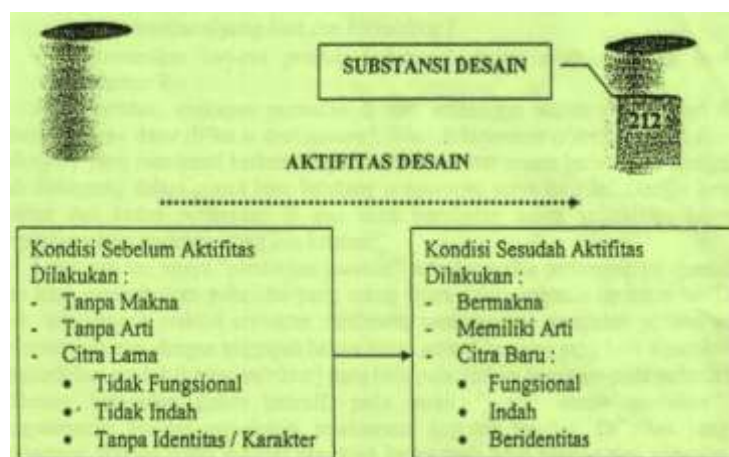 SUBSTANSI DESAIN
212
AKTIFITAS DESAIN
Kondisi Sebelum Aktifitas
Dilakukan :
- Tanpa Makna
- Tanpa Arti
- Citra Lama
• Tidak Fungsional
• Tidak Indah
• Tanpa Identitas / Karakter
Kondisi Sesudah Aktifitas
Dilakukan :
- Bermakna
- Memiliki Arti
- Citra Baru :
• Fungsional
• Indah
• Beridentitas